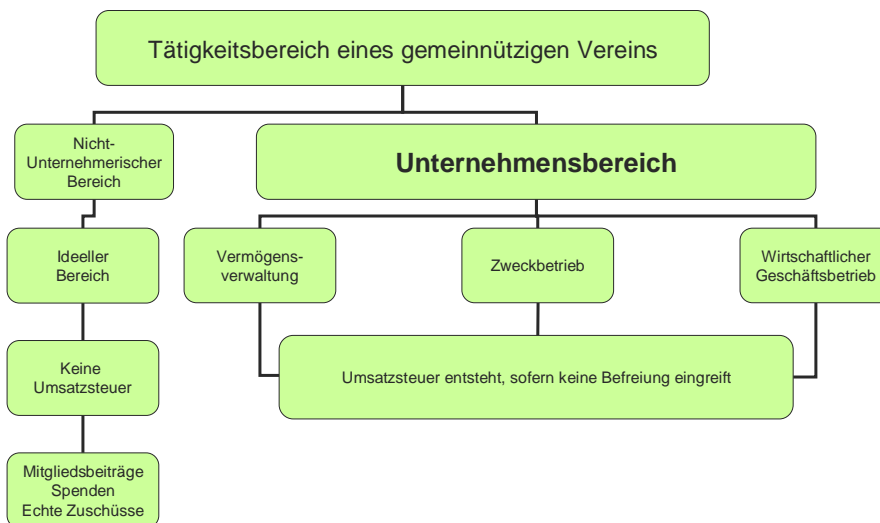 Tätigkeitsbereich eines gemeinnützigen Vereins
Nicht-
Unternehmerischer
Bereich
Unternehmensbereich
Ideeller
Bereich
Vermögens-
verwaltung
Zweckbetrieb
Wirtschaftlicher
Geschäftsbetrieb
Keine
Umsatzsteuer
Umsatzsteuer entsteht, sofern keine Befreiung eingreift
Mitgliedsbeiträge
Spenden
Echte Zuschüsse